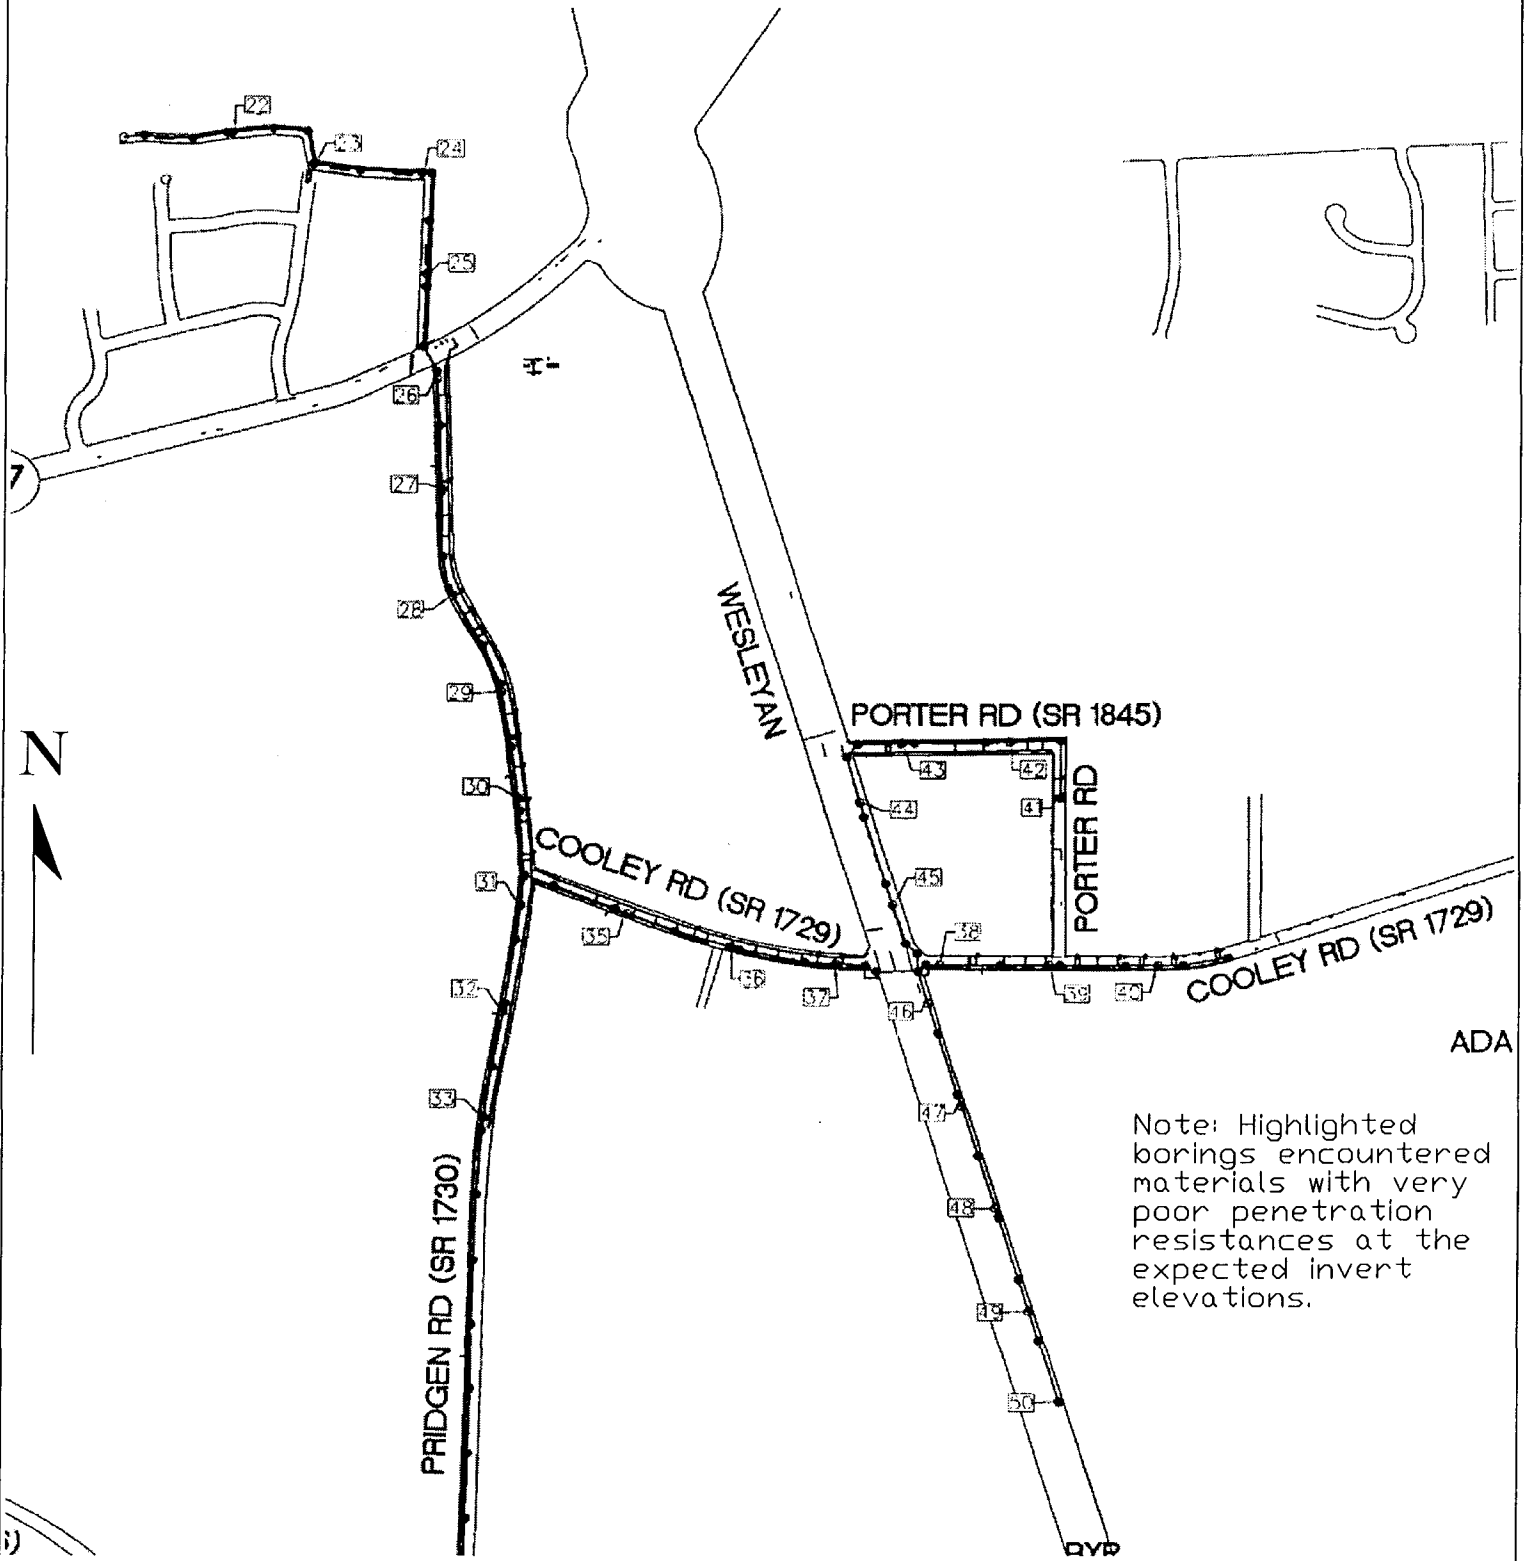 22
23
24
25
26
7
27
28
WESLEYAN
29
PORTER RD (SR 1845)
N
43
42
30
44
41
PORTER RD
COOLEY RD (SR 1729)
31
45
35
38
36
37
39
40
COOLEY RD (SR 1729)
32
46
ADA
33
47
Note: Highlighted
borings encountered
materials with very
poor penetration
resistances at the
expected invert
elevations.
PRIDGEN RD (SR 1730)
48
49
50
BYP